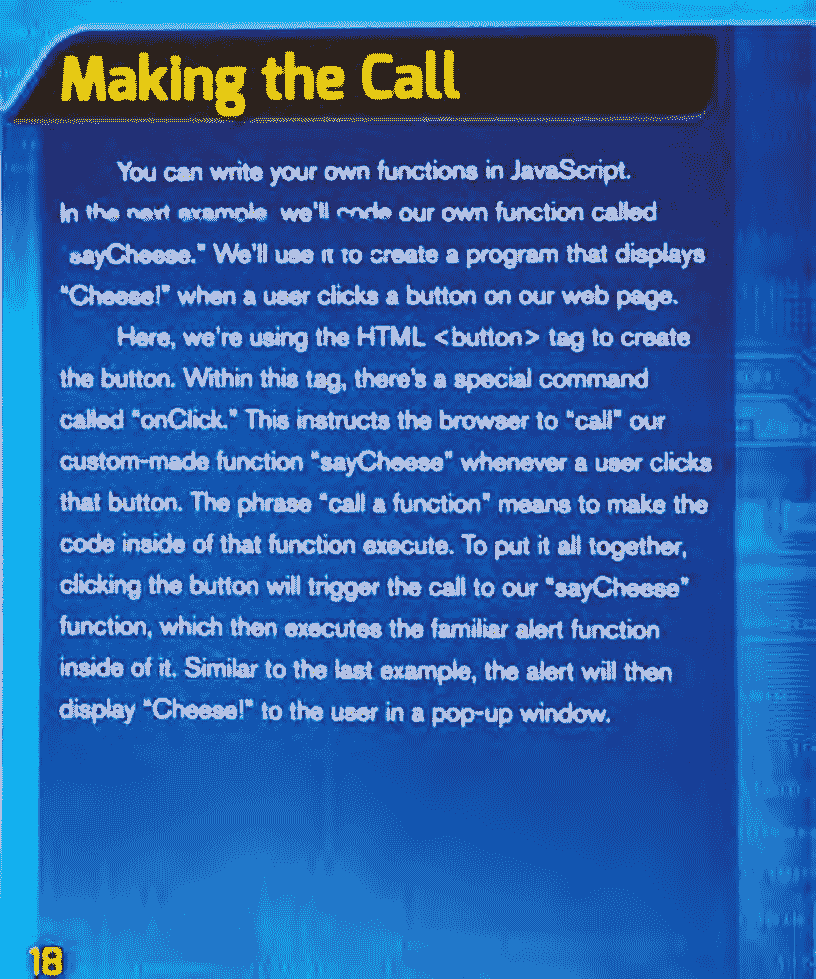 Making the Call
You can write your own functions in JavaScript.
In the next example, we'll code our own function called
"sayCheese." We'll use it to create a program that displays
"Cheese!" when a user clicks a button on our web page.
Here, we're using the HTML <button> tag to create
the button. Within this tag, there's a special command
called "onClick." This instructs the browser to "call" our
custom-made function "sayCheese" whenever a user clicks
that button. The phrase "call a function" means to make the
code inside of that function execute. To put it all together,
clicking the button will trigger the call to our "sayCheese"
function, which then executes the familiar alert function
inside of it. Similar to the last example, the alert will then
display "Cheese!" to the user in a pop-up window.
18